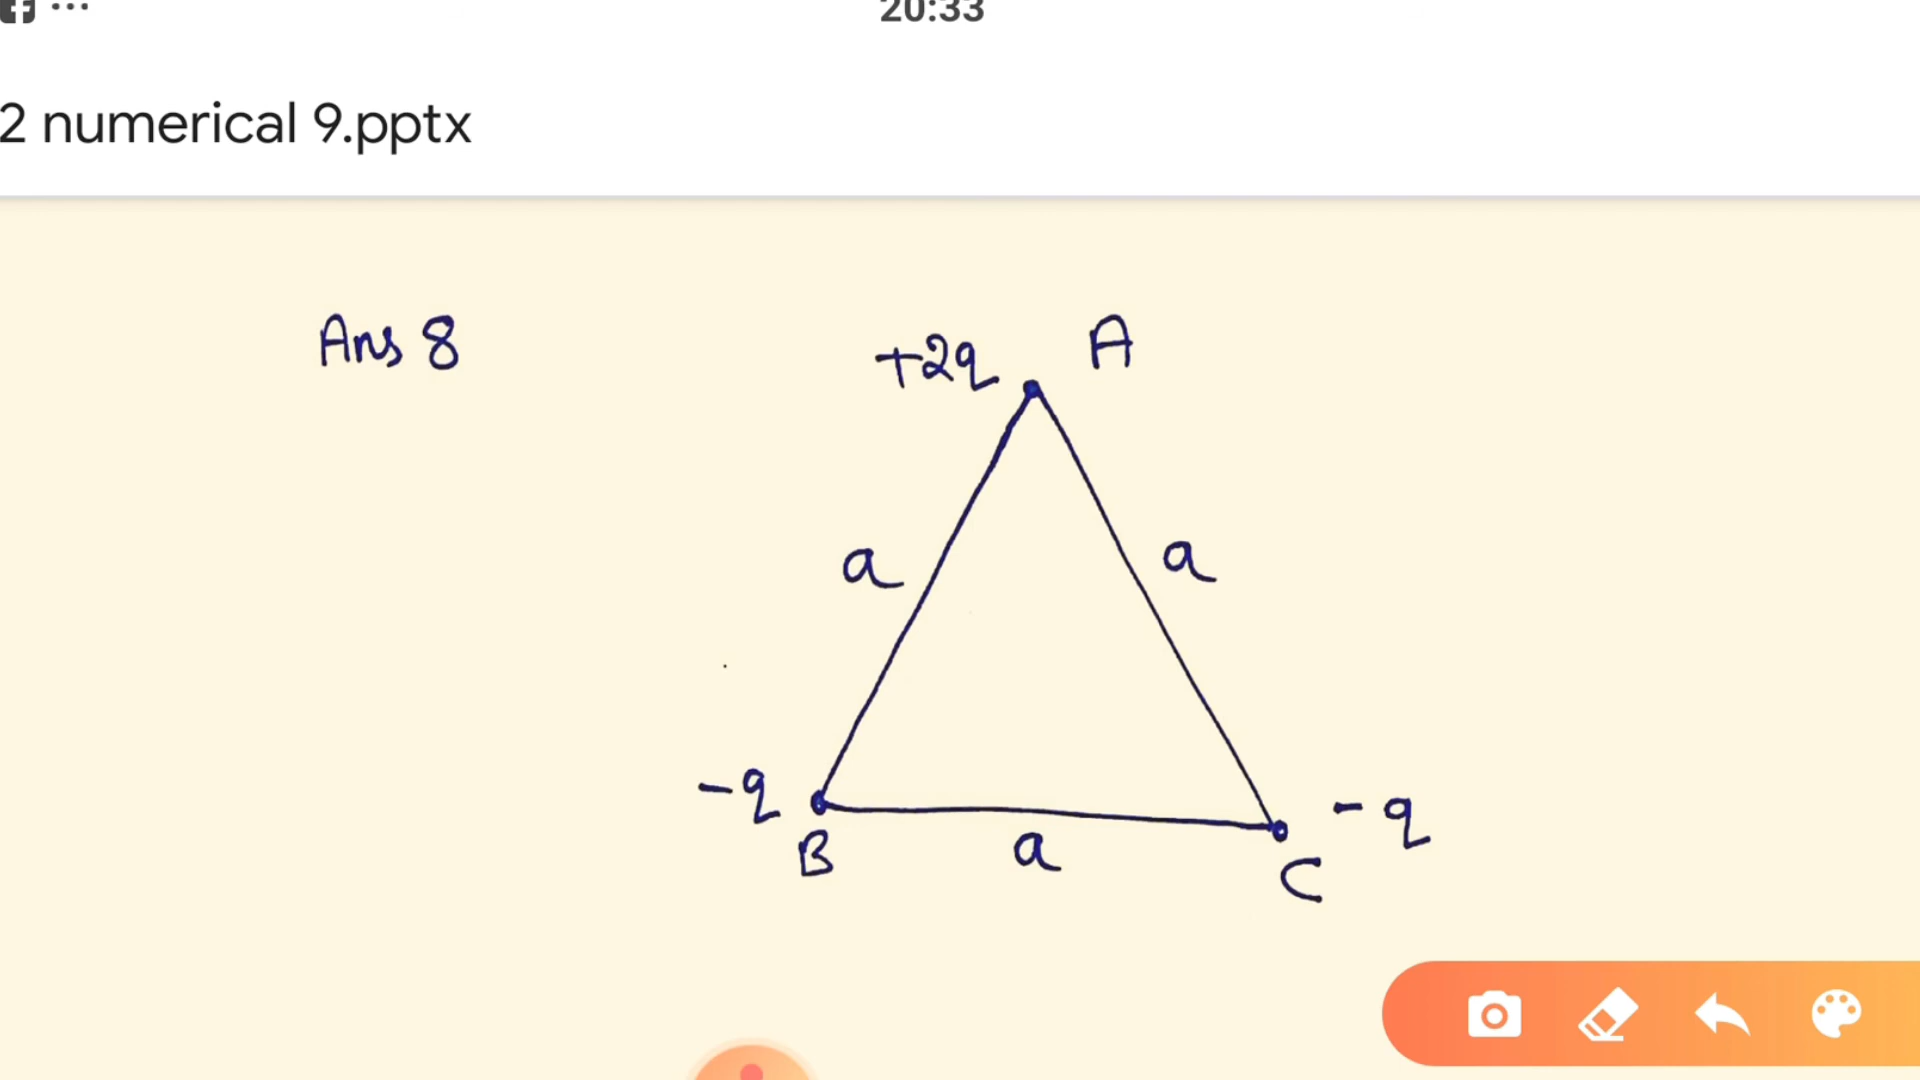 20:33
2 numerical 9.pptx
Ans 8
+2q A
a a
-q -q
B a C